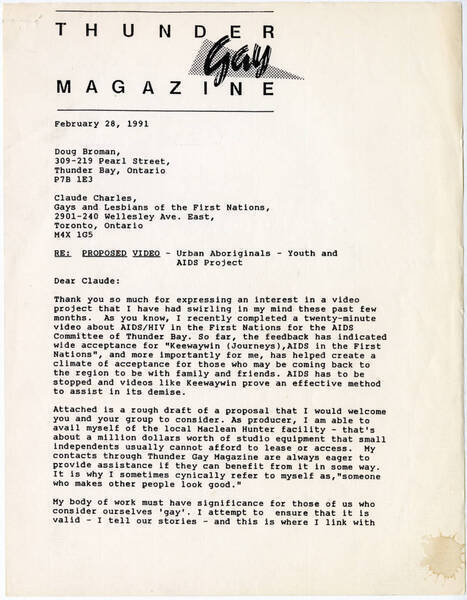 THUNDER
Gay
MAGAZINE
February 28, 1991
Doug Broman,
309-219 Pearl Street,
Thunder Bay, Ontario
P7B 1E3
Claude Charles,
Gays and Lesbians of the First Nations,
2901-240 Wellesley Ave. East,
Toronto, Ontario
M4X 1G5
RE: PROPOSED VIDEO - Urban Aboriginals - Youth and
AIDS Project
Dear Claude:
Thank you so much for expressing an interest in a video
project that I have had swirling in my mind these past few
months. As you know, I recently completed a twenty-minute
video about AIDS/HIV in the First Nations for the AIDS
Committee of Thunder Bay. So far, the feedback has indicated
wide acceptance for "Keewaywin (Journeys),AIDS in the First
Nations", and more importantly for me, has helped create a
climate of acceptance for those who may be coming back to
the region to be with family and friends. AIDS has to be
stopped and videos like Keewaywin prove an effective method
to assist in its demise.
Attached is a rough draft of a proposal that I would welcome
you and your group to consider. As producer, I am able to
avail myself of the local Maclean Hunter facility - that's
about a million dollars worth of studio equipment that small
independents usually cannot afford to lease or access. My
contacts through Thunder Gay Magazine are always eager to
provide assistance if they can benefit from it in some way.
It is why I sometimes cynically refer to myself as,"someone
who makes other people look good."
My body of work must have significance for those of us who
consider ourselves 'gay'. I attempt to ensure that it is
valid - I tell our stories - and this is where I link with